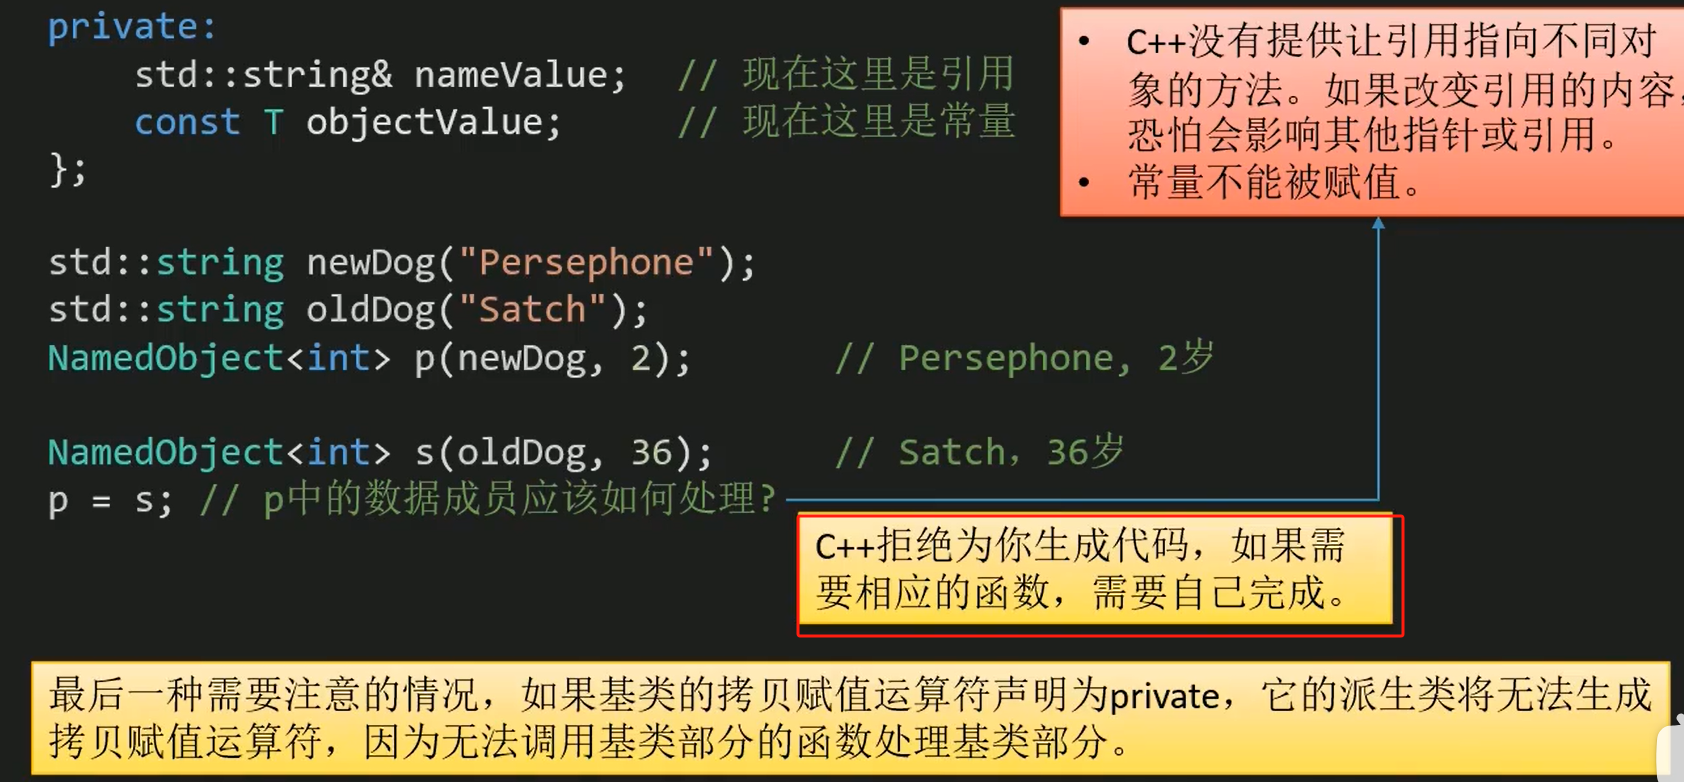 private:
std::string& nameValue; // 现在这里是引用
const T objectValue; // 现在这里是常量
};
• C++没有提供让引用指向不同对
象的方法。如果改变引用的内容，
恐怕会影响其他指针或引用。
• 常量不能被赋值。
std::string newDog("Persephone");
std::string oldDog("Satch");
NamedObject<int> p(newDog, 2); // Persephone, 2岁
NamedObject<int> s(oldDog, 36); // Satch，36岁
p = s; // p中的数据成员应该如何处理?
C++拒绝为你生成代码，如果需
要相应的函数，需要自己完成。
最后一种需要注意的情况，如果基类的拷贝赋值运算符声明为private，它的派生类将无法生成
拷贝赋值运算符，因为无法调用基类部分的函数处理基类部分。